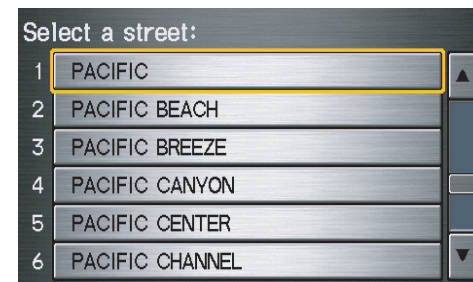 Select a street:
1 PACIFIC
2 PACIFIC BEACH
3 PACIFIC BREEZE
4 PACIFIC CANYON
5 PACIFIC CENTER
6 PACIFIC CHANNEL